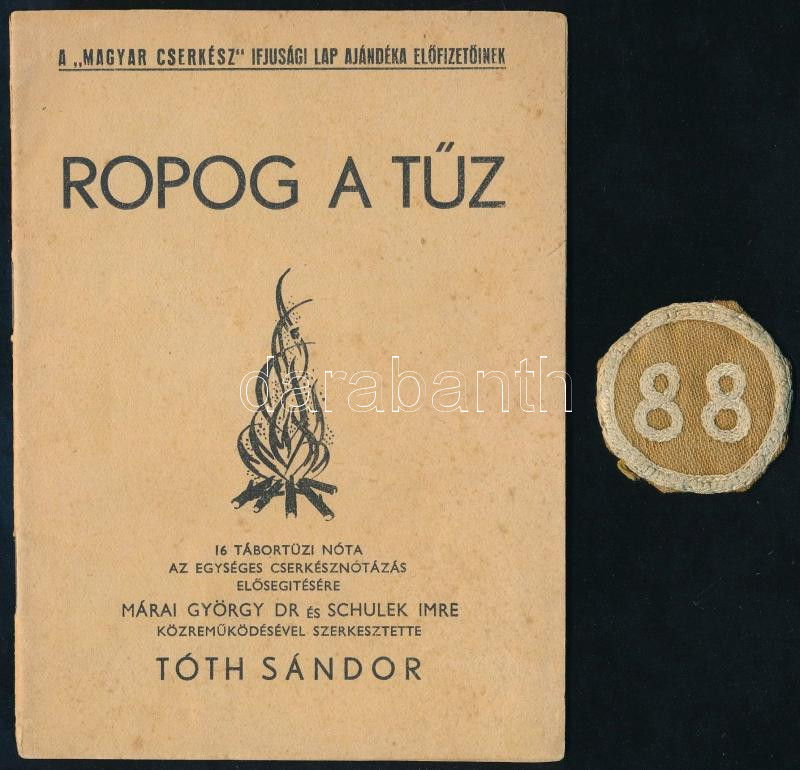 A „MAGYAR CSERKÉSZ" IFJUSÁGI LAP AJÁNDÉKA ELŐFIZETŐINEK
ROPOG A TŰZ
darabanth
88
16 TÁBORTÜZI NÓTA
AZ EGYSÉGES CSERKÉSZNÓTÁZÁS
ELŐSEGITÉSÉRE
MÁRAI GYÖRGY DR ÉS SCHULEK IMRE
KÖZREMŰKÖDÉSÉVEL SZERKESZTETTE
TÓTH SÁNDOR